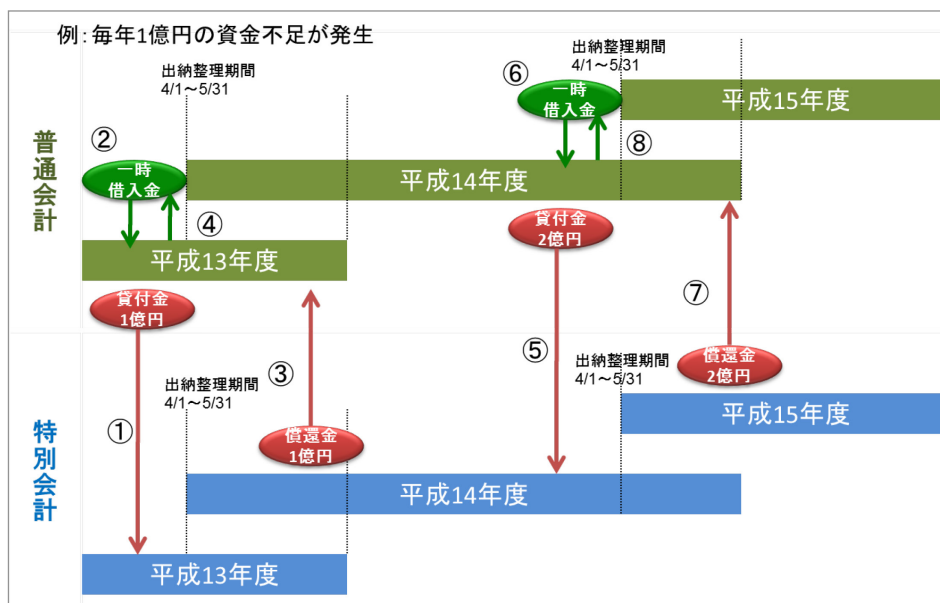 例：毎年1億円の資金不足が発生
出納整理期間
4/1～5/31
⑥
一時
借入金
平成15年度
出納整理期間
4/1～5/31
②
一時
借入金
⑧
平成14年度
普通会計
④
貸付金
2億円
平成13年度
貸付金
1億円
⑦
③
⑤
出納整理期間
4/1～5/31
償還金
2億円
出納整理期間
4/1～5/31
平成15年度
①
償還金
1億円
特別会計
平成14年度
平成13年度